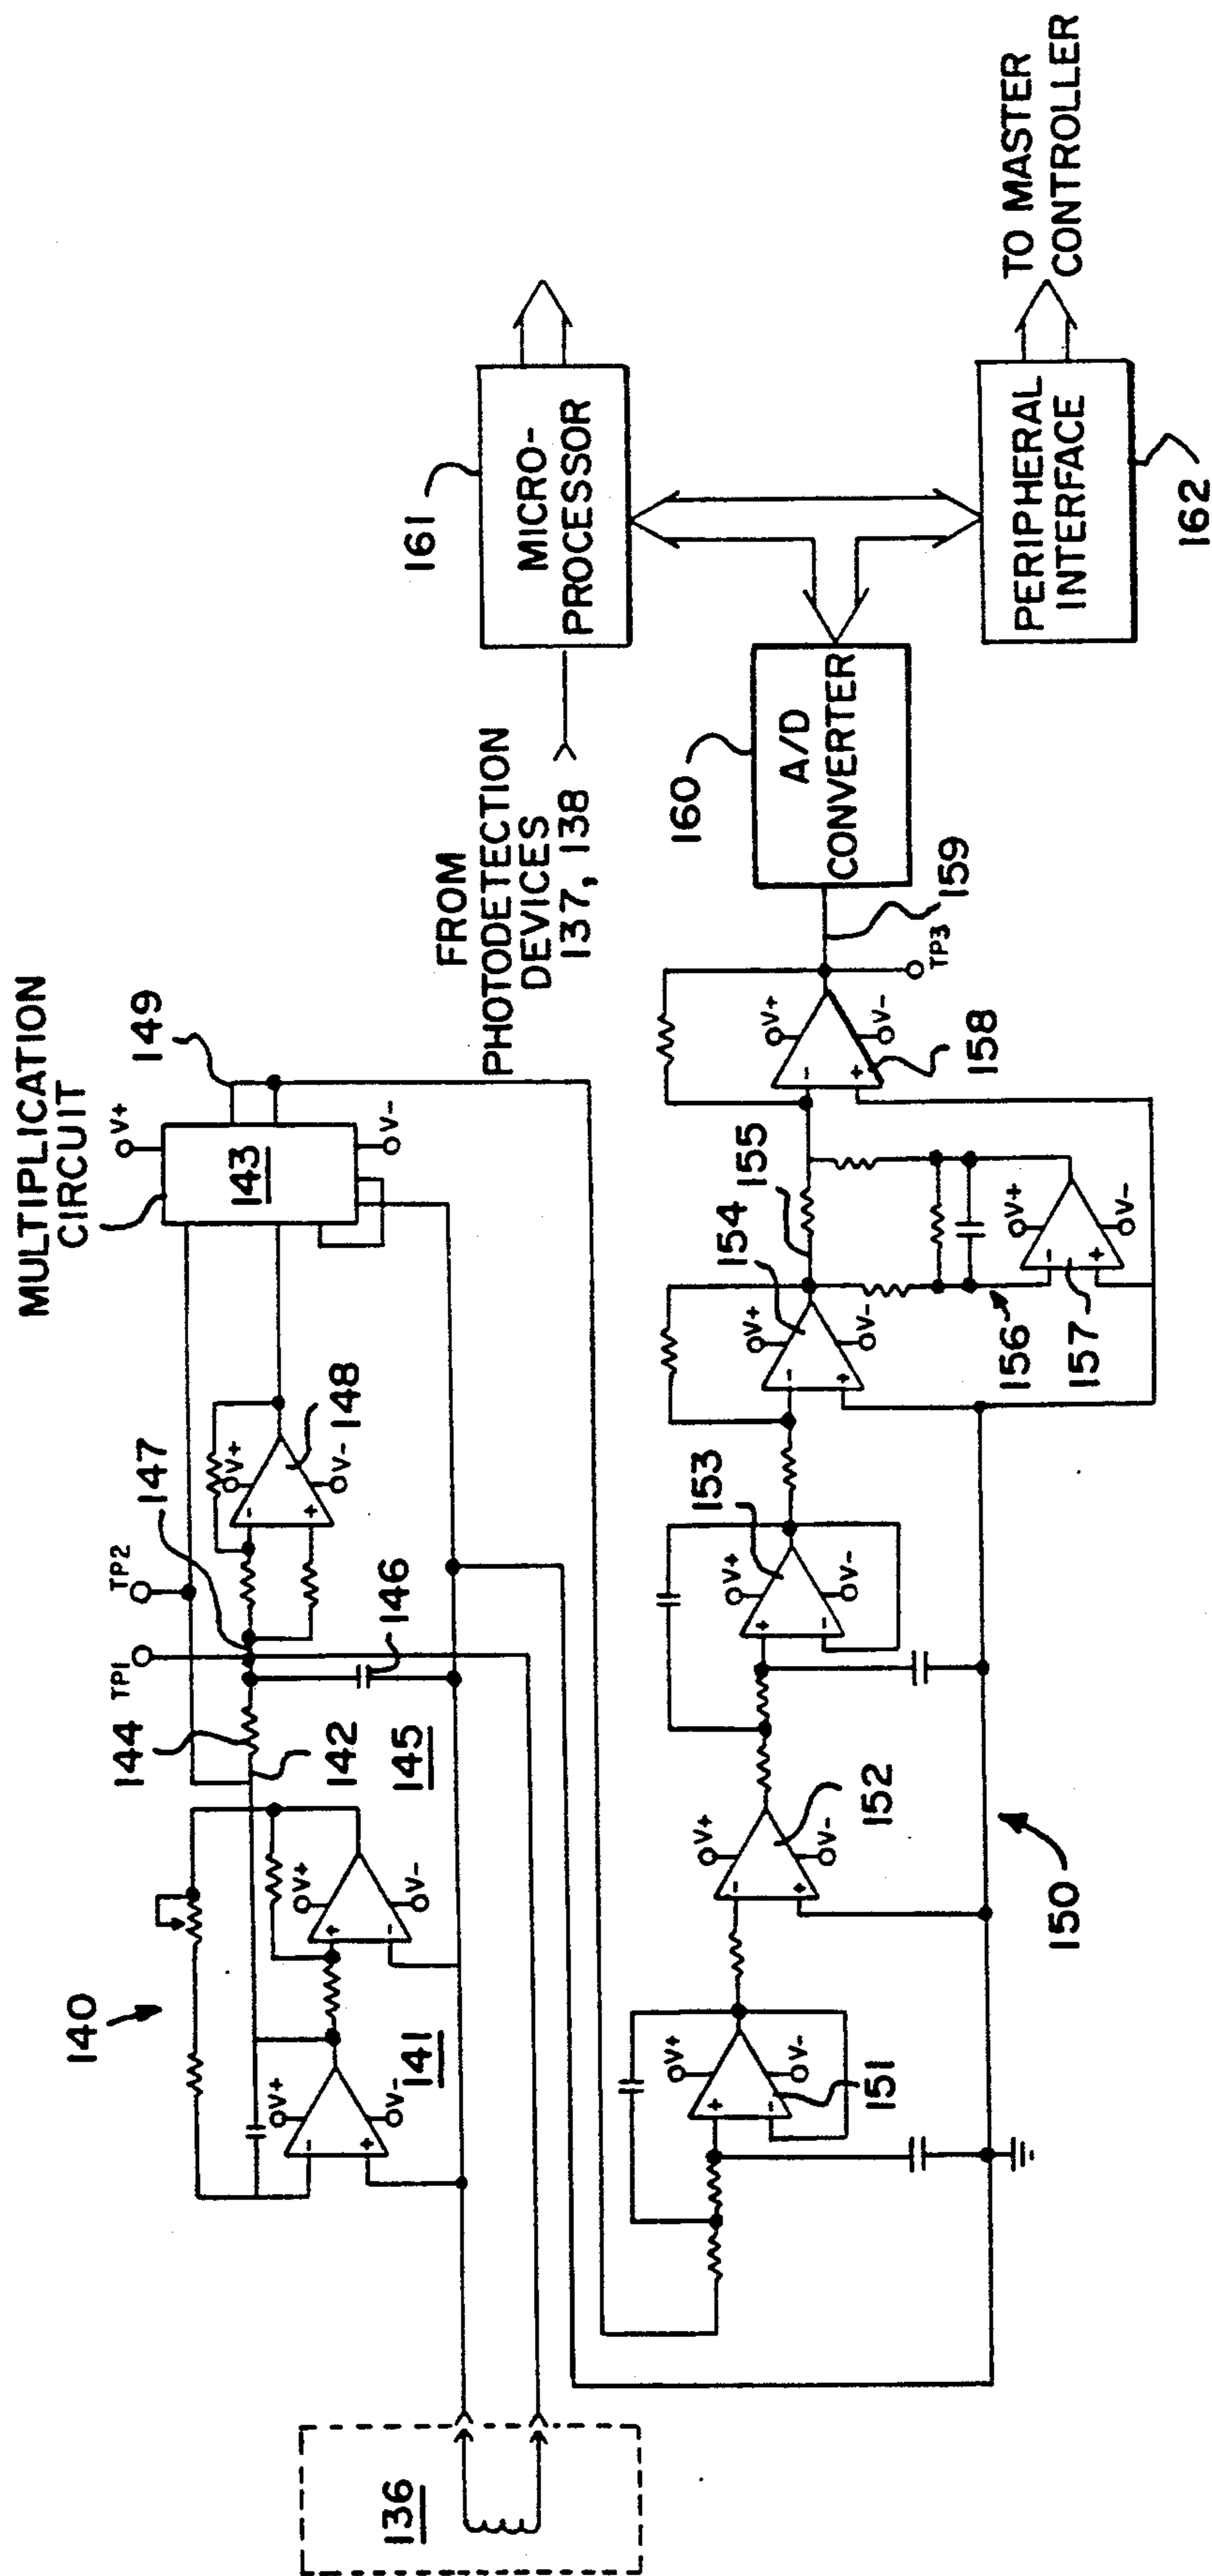 MULTIPLICATION
CIRCUIT
149
V+
143
V-
TP2
TP1
147
V+
148
V-
146
144
142
145
140
V+
V-
V+
V-
141
136
FROM
PHOTODETECTION
DEVICES
137, 138
161
MICRO-
PROCESSOR
TO MASTER
CONTROLLER
PERIPHERAL
INTERFACE
162
160
A/D
CONVERTER
159
TP3
V+
V-
158
155
154
V+
V-
V+
V-
156
157
153
V+
V-
V+
V-
152
V+
V-
151
150
+
-